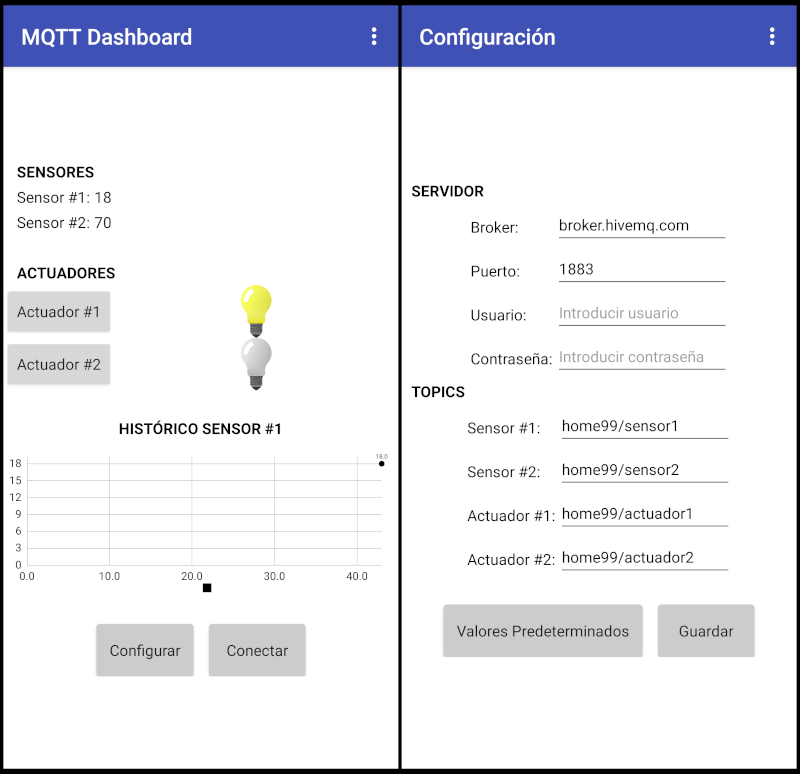 MQTT Dashboard
SENSORES
Sensor #1: 18
Sensor #2: 70
ACTUADORES
Actuador #1
Actuador #2
HISTÓRICO SENSOR #1
18.0
18
15
12
9
6
3
0
0.0 10.0 20.0 30.0 40.0
Configurar Conectar
Configuración
SERVIDOR
Broker: broker.hivemq.com
Puerto: 1883
Usuario: Introducir usuario
Contraseña: Introducir contraseña
TOPICS
Sensor #1: home99/sensor1
Sensor #2: home99/sensor2
Actuador #1: home99/actuador1
Actuador #2: home99/actuador2
Valores Predeterminados Guardar